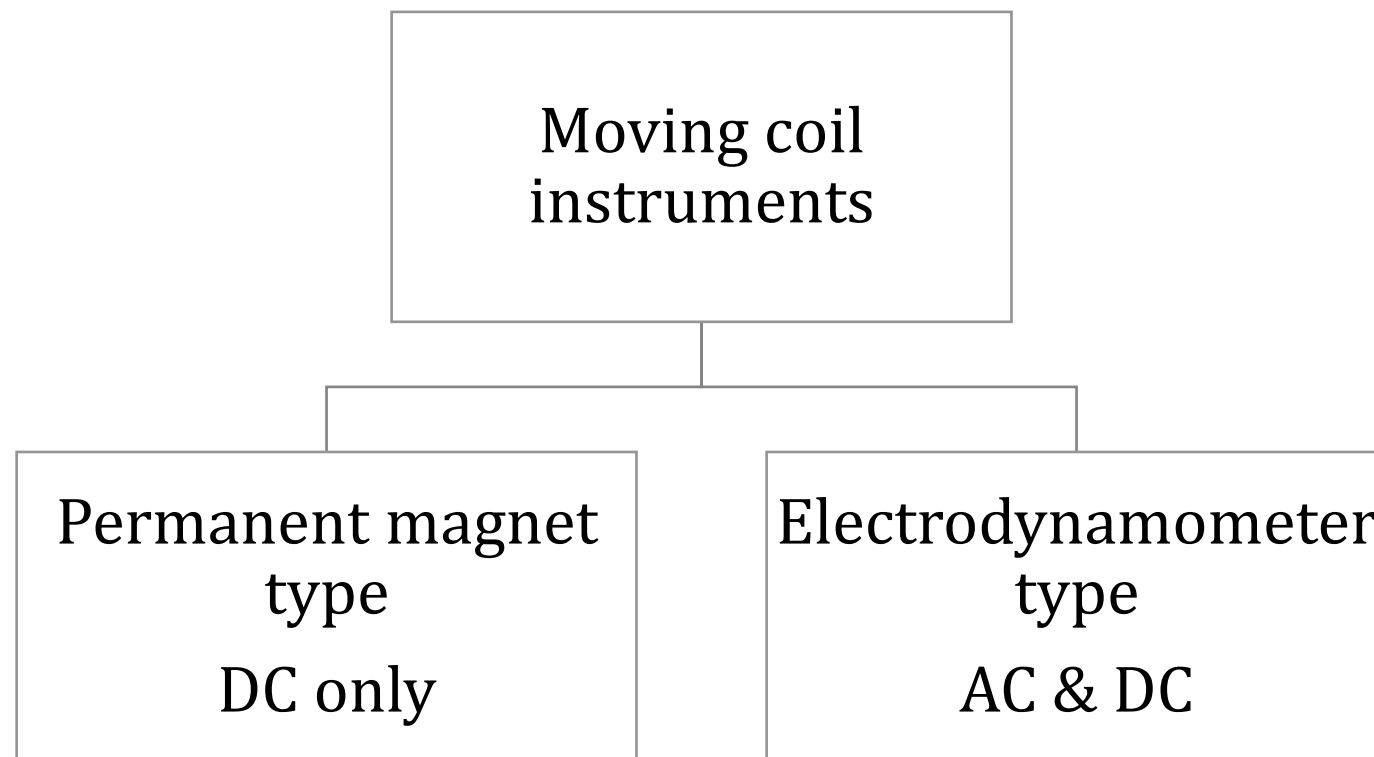 Moving coil
instruments
Permanent magnet
type
DC only
Electrodynamometer
type
AC & DC